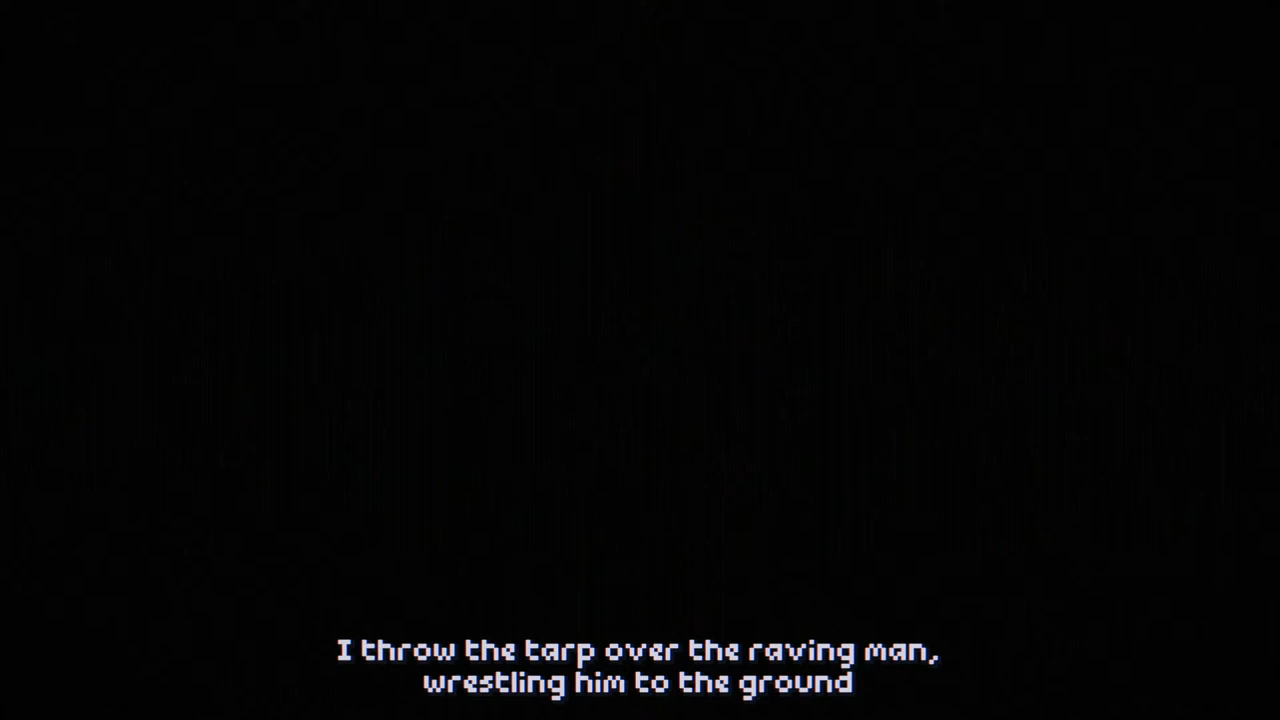 I throw the tarp over the raving man,
wrestling him to the ground